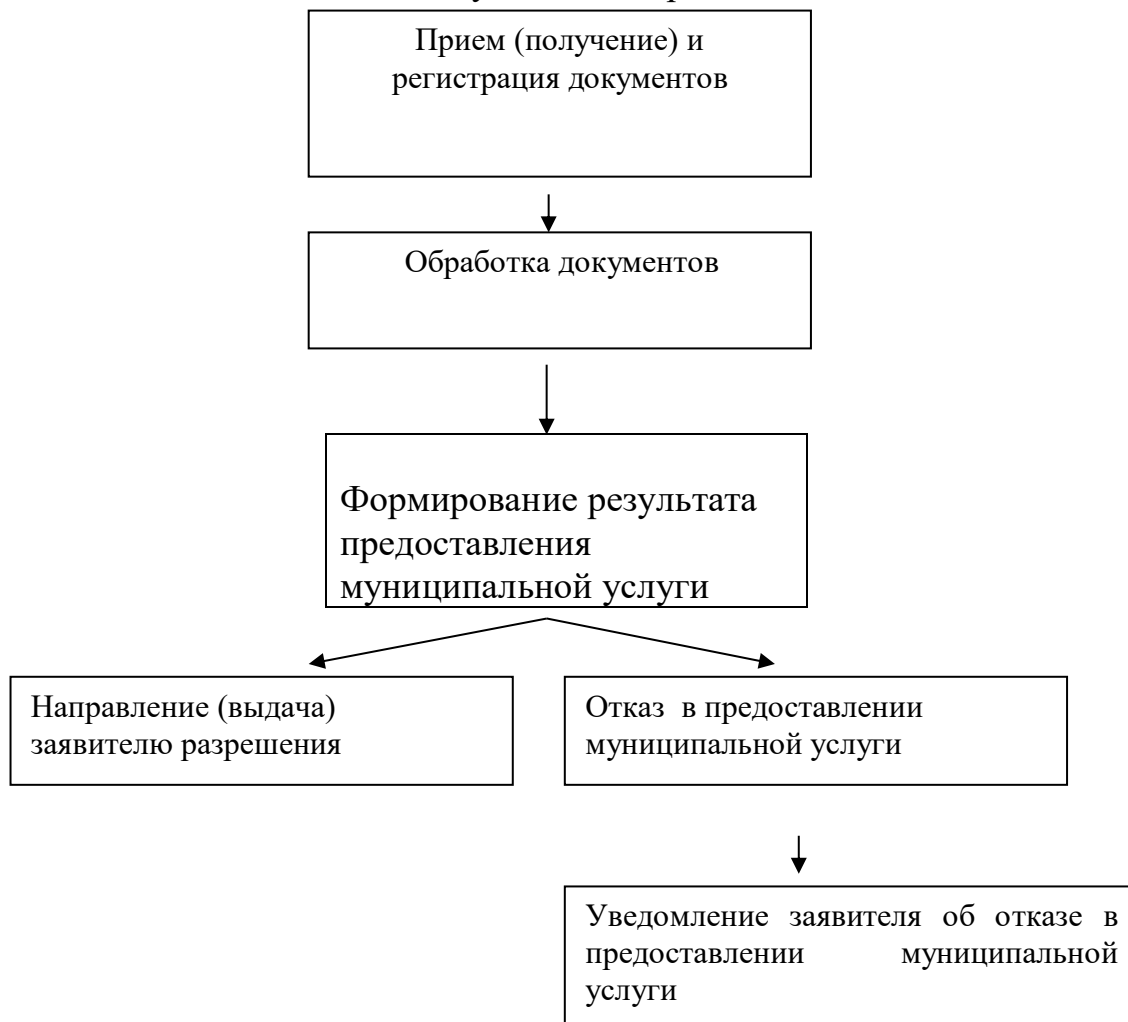 Прием (получение) и
регистрация документов
Обработка документов
Формирование результата
предоставления
муниципальной услуги
Направление (выдача)
заявителю разрешения
Отказ в предоставлении
муниципальной услуги
Уведомление заявителя об отказе в
предоставлении муниципальной
услуги